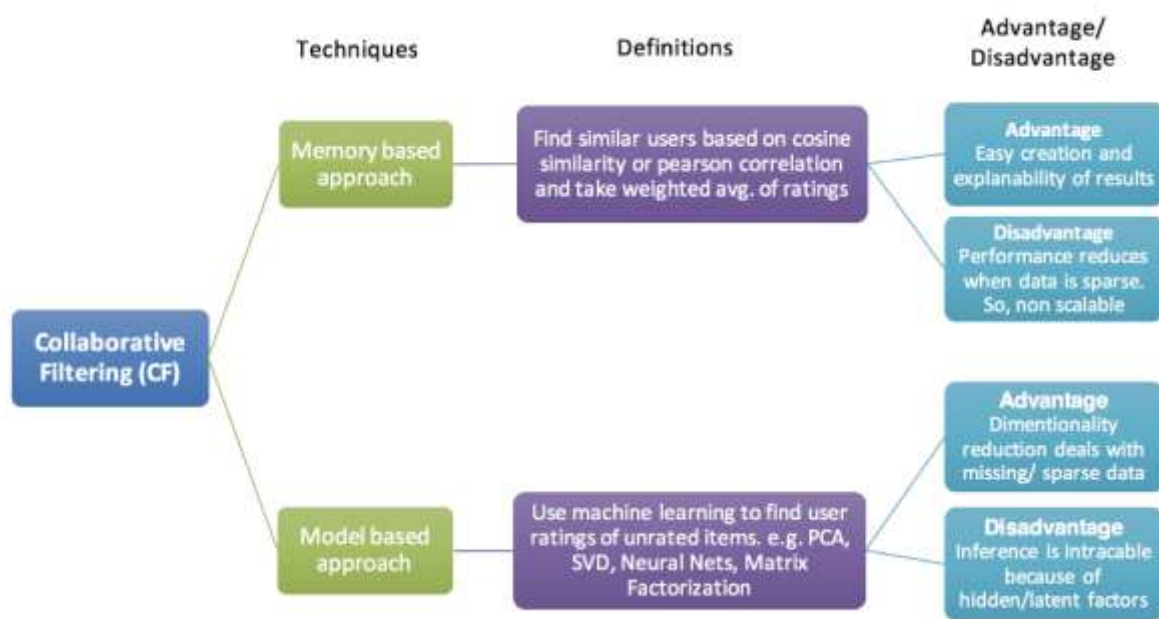 Techniques
Definitions
Advantage/
Disadvantage
Collaborative
Filtering (CF)
Memory based
approach
Find similar users based on cosine
similarity or pearson correlation
and take weighted avg. of ratings
Advantage
Easy creation and
explanability of results
Disadvantage
Performance reduces
when data is sparse.
So, non scalable
Model based
approach
Use machine learning to find user
ratings of unrated items. e.g. PCA,
SVD, Neural Nets, Matrix
Factorization
Advantage
Dimentionality
reduction deals with
missing/ sparse data
Disadvantage
Inference is intracable
because of
hidden/latent factors